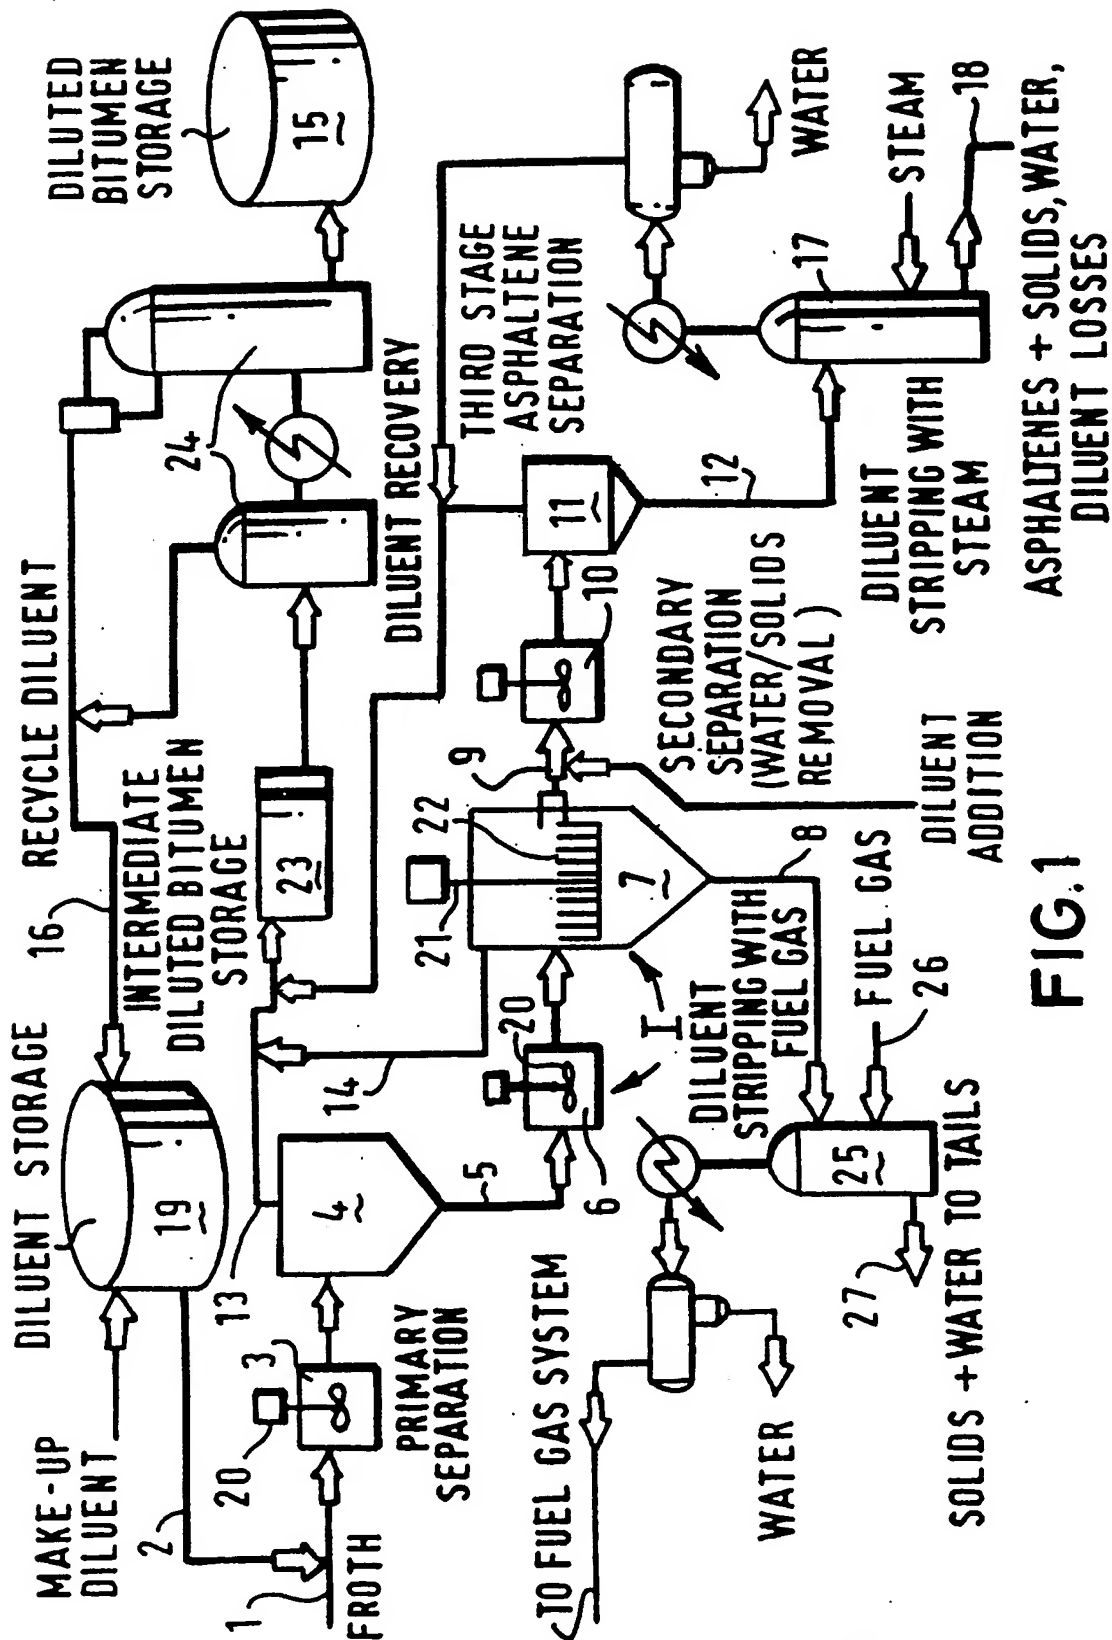 MAKE-UP
DILUENT
DILUENT STORAGE
19
16
RECYCLE DILUENT
INTERMEDIATE
DILUTED BITUMEN
STORAGE
23
24
DILUTED
BITUMEN
STORAGE
15
DILUENT RECOVERY
2
1
FROTH
20
3
PRIMARY
SEPARATION
13
4
5
14
6
20
I
21
22
7
8
9
10
SECONDARY
SEPARATION
(WATER/SOLIDS
REMOVAL)
DILUENT
ADDITION
11
THIRD STAGE
ASPHALTENE
SEPARATION
12
DILUENT
STRIPPING WITH
STEAM
17
STEAM
18
WATER
ASPHALTENES + SOLIDS, WATER,
DILUENT LOSSES
TO FUEL GAS SYSTEM
WATER
DILUENT
STRIPPING WITH
FUEL GAS
25
FUEL GAS
26
27
SOLIDS + WATER TO TAILS
FIG.1